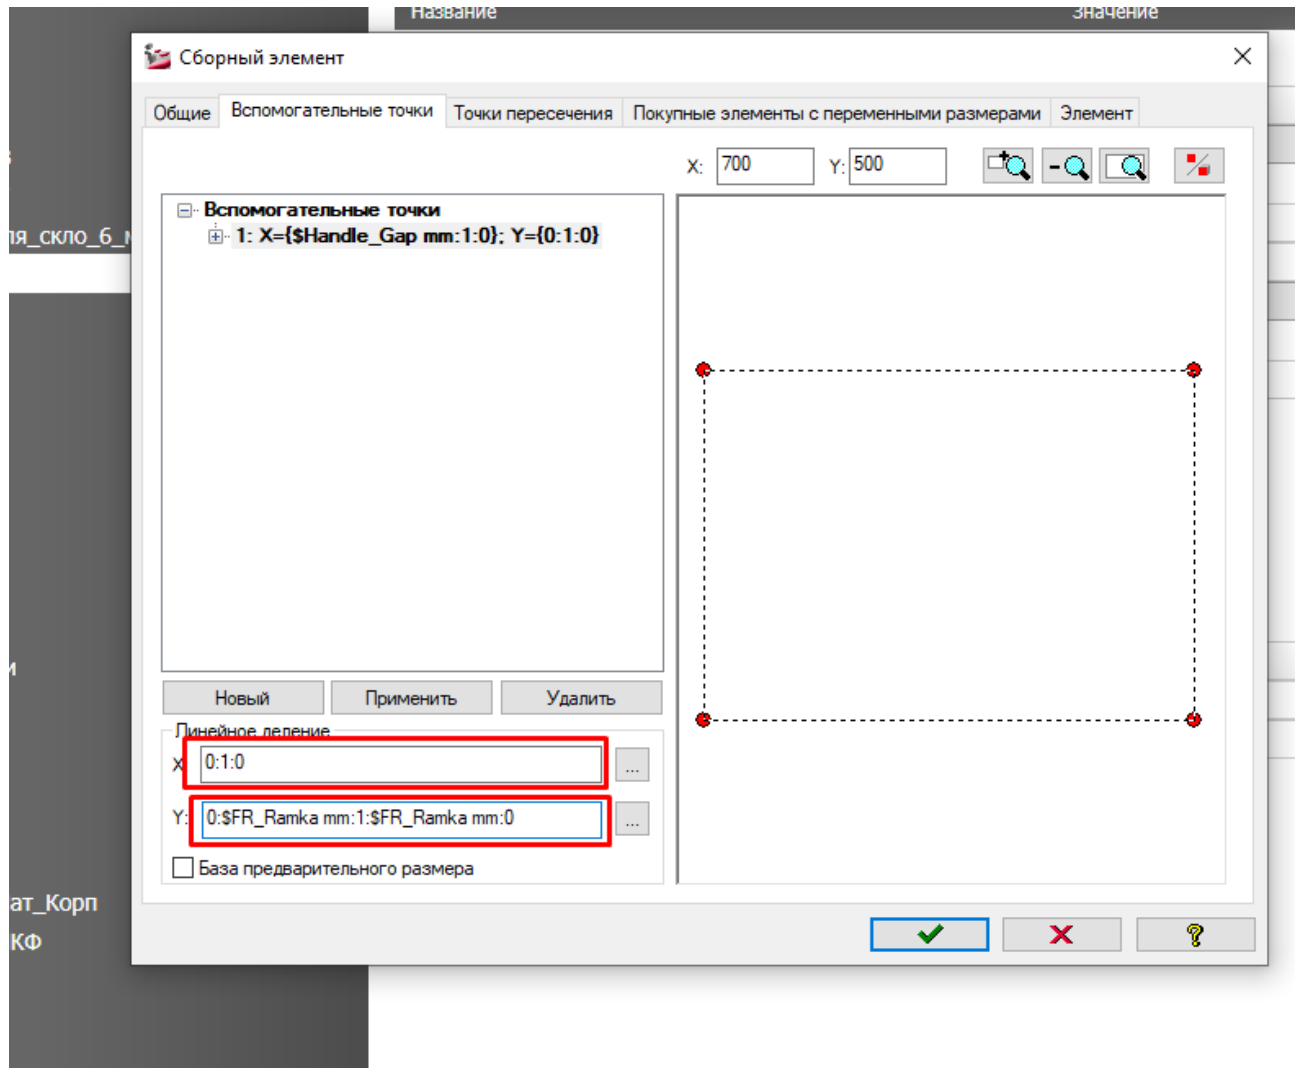 Название
Значение
Сборный элемент
Общие
Вспомогательные точки
Точки пересечения
Покупные элементы с переменными размерами
Элемент
X: 700
Y: 500
Вспомогательные точки
1: X={$Handle_Gap mm:1:0}; Y={0:1:0}
ля_скло_6_м
Новый
Применить
Удалить
Линейное деление
X 0:1:0
...
Y: 0:$FR_Ramka mm:1:$FR_Ramka mm:0
...
База предварительного размера
ат_Корп
КФ